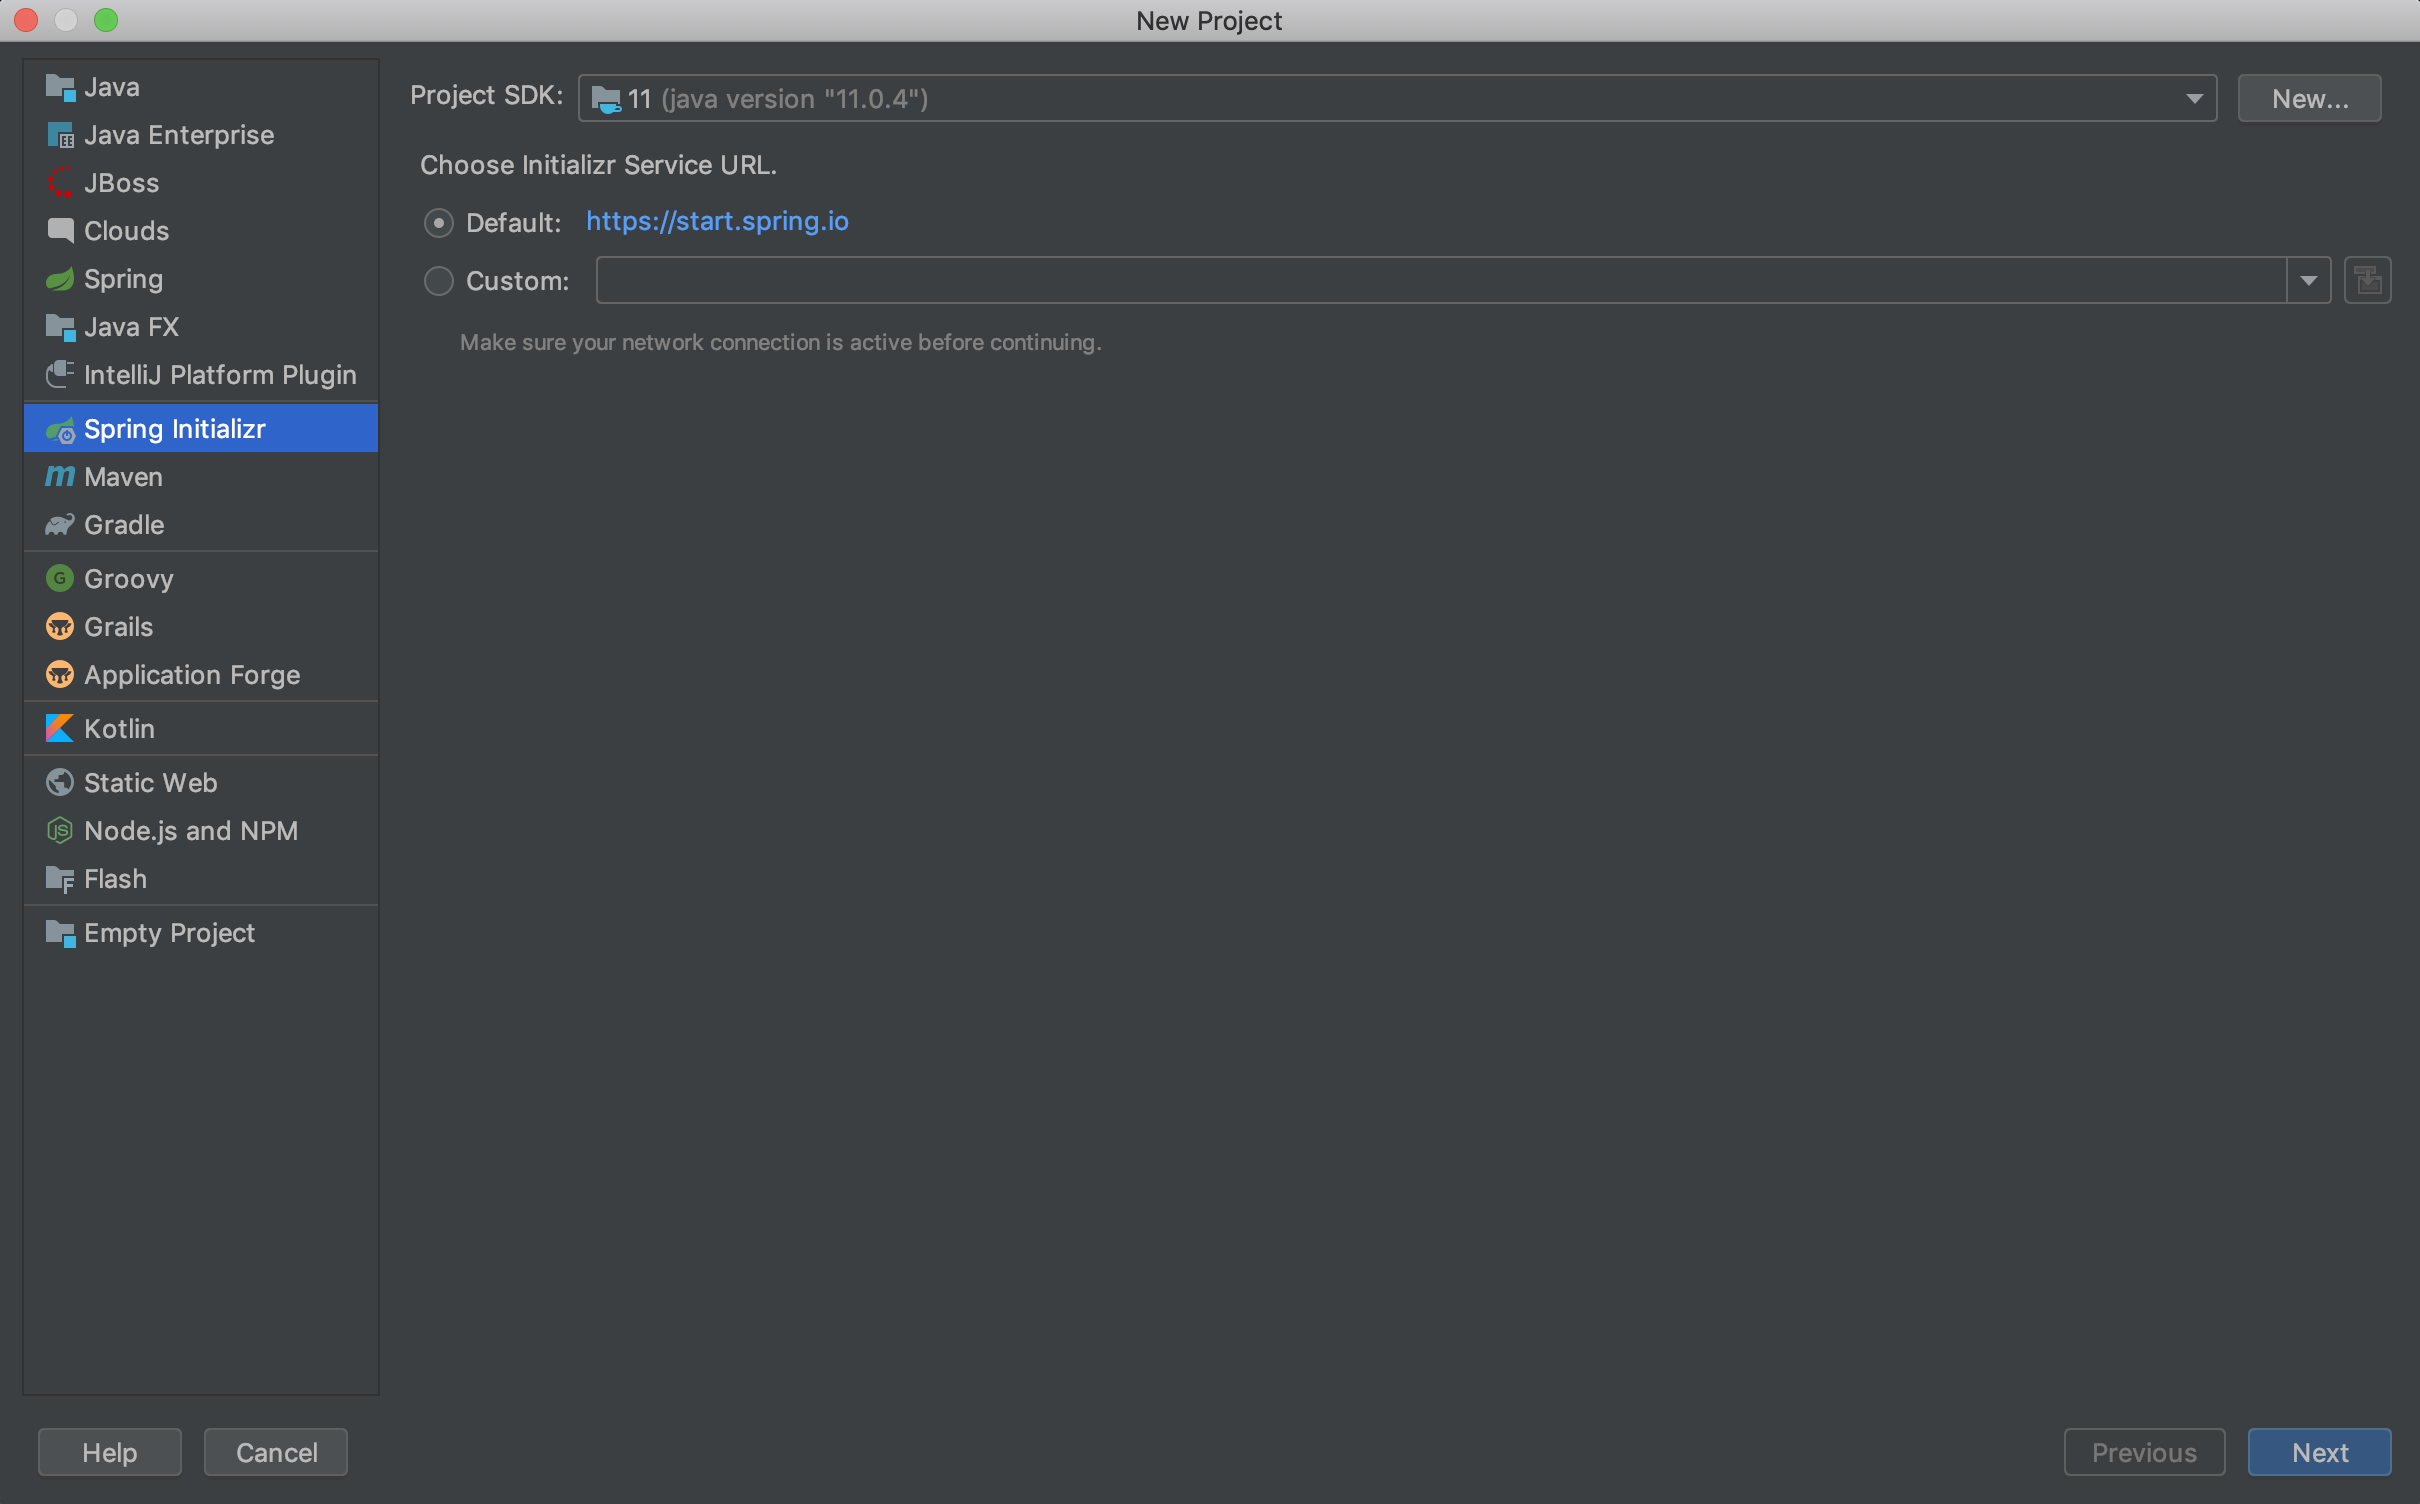 New Project
Java
Java Enterprise
JBoss
Clouds
Spring
Java FX
IntelliJ Platform Plugin
Spring Initializr
Maven
Gradle
Groovy
Grails
Application Forge
Kotlin
Static Web
Node.js and NPM
Flash
Empty Project
Project SDK: 11 (java version "11.0.4") New...
Choose Initializr Service URL.
Default: https://start.spring.io
Custom:
Make sure your network connection is active before continuing.
Help Cancel Previous Next